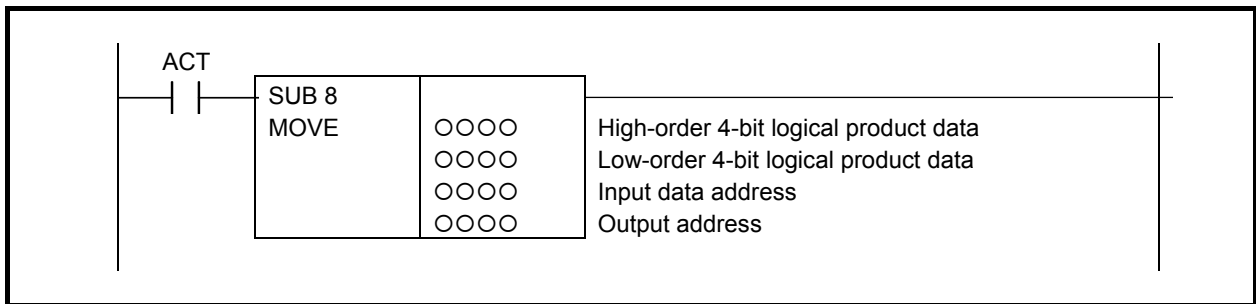 ACT
SUB 8
MOVE ○○○○ High-order 4-bit logical product data
○○○○ Low-order 4-bit logical product data
○○○○ Input data address
○○○○ Output address